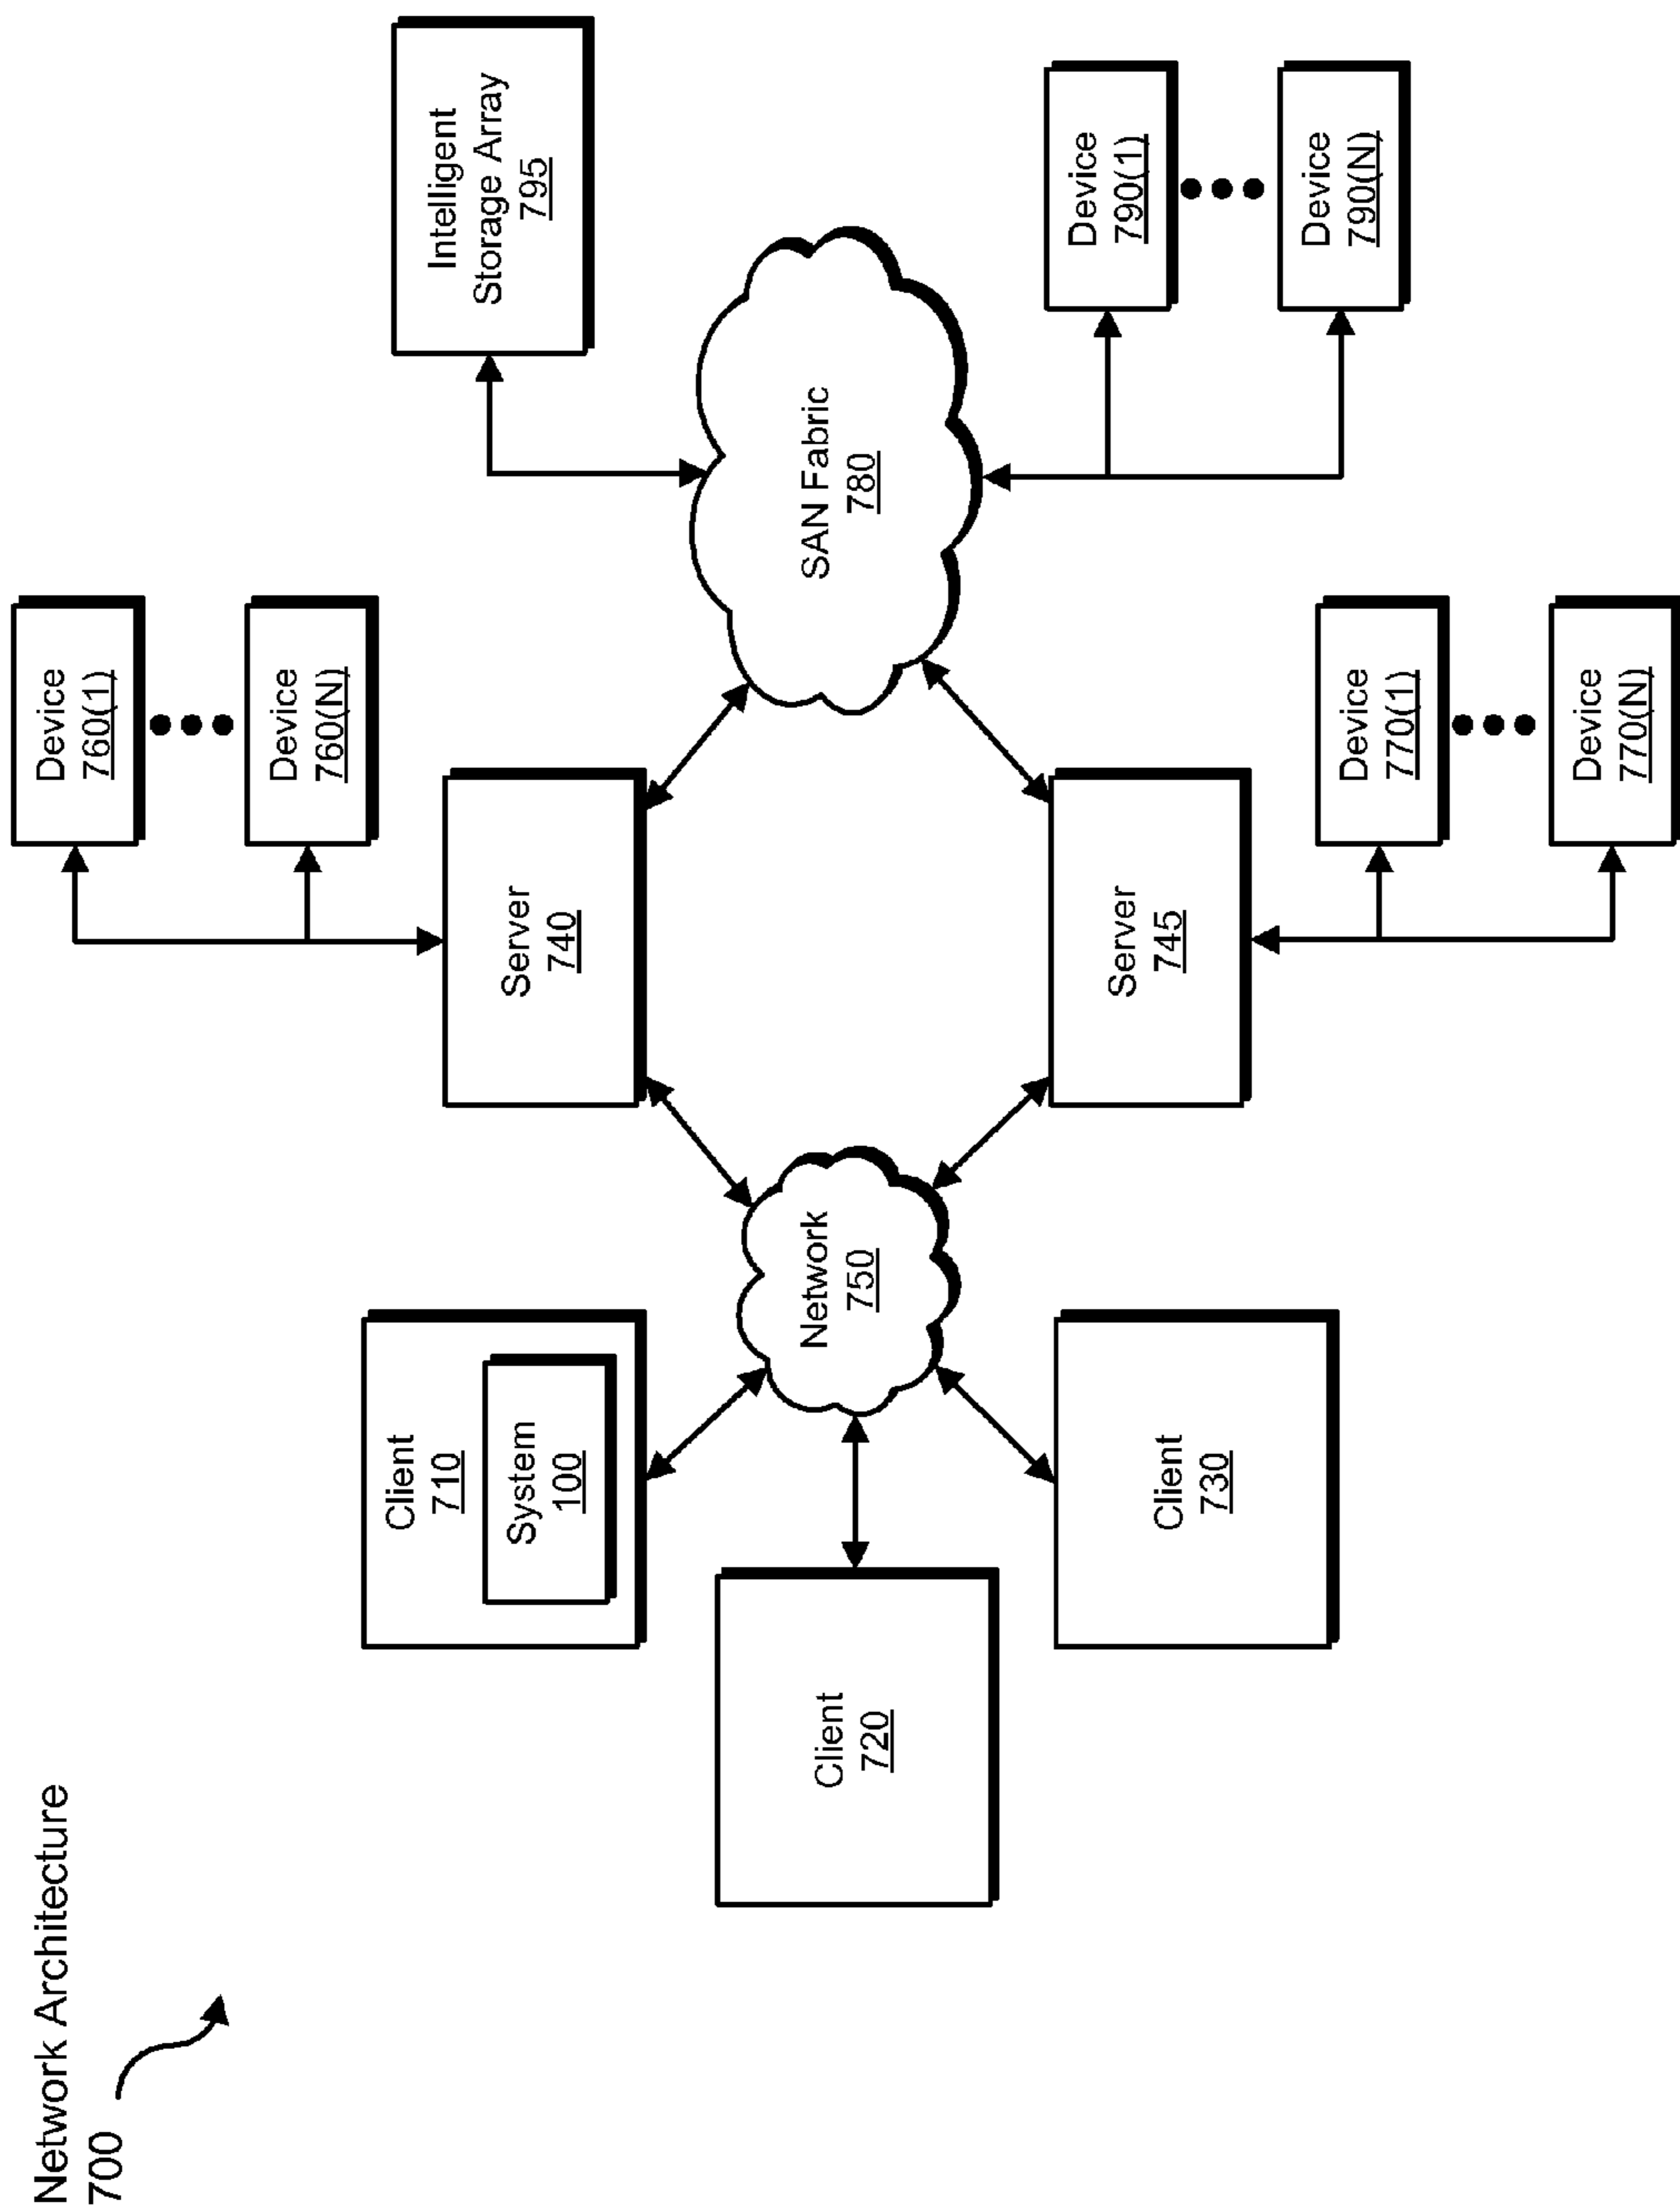 Network Architecture
700
Client
710
System
100
Client
720
Client
730
Network
750
Server
740
Server
745
Device
760(1)
Device
760(N)
Device
770(1)
Device
770(N)
SAN Fabric
780
Intelligent
Storage Array
795
Device
790(1)
Device
790(N)